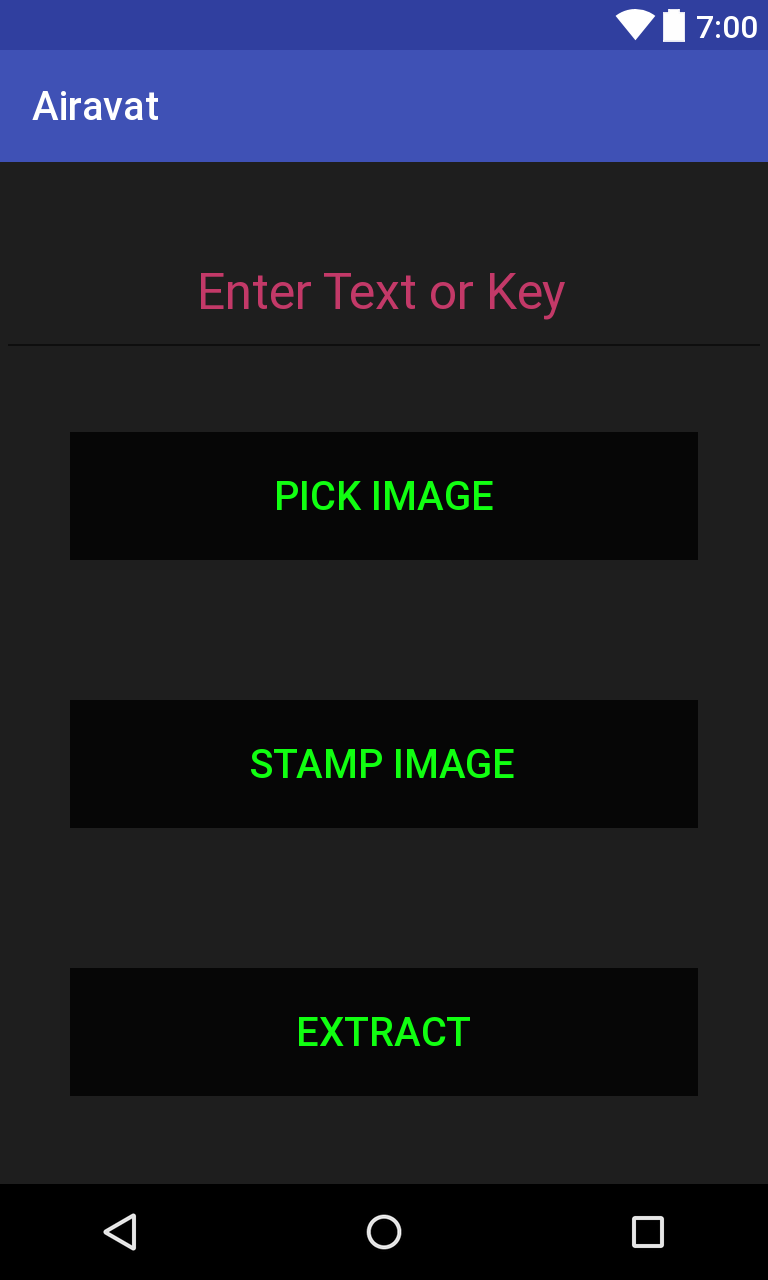 7:00
Airavat
Enter Text or Key
PICK IMAGE
STAMP IMAGE
EXTRACT